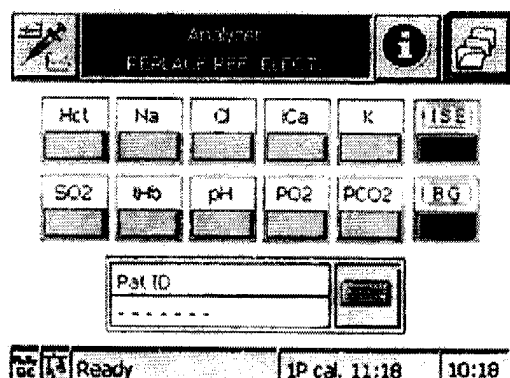 Analyzer
REPLACE REF. ELECT.
Hct Na Cl iCa K ISE
SO2 tHb pH PO2 PCO2 BG
Pat ID
- - - - - - -
QC Ready 1P cal. 11:18 10:18